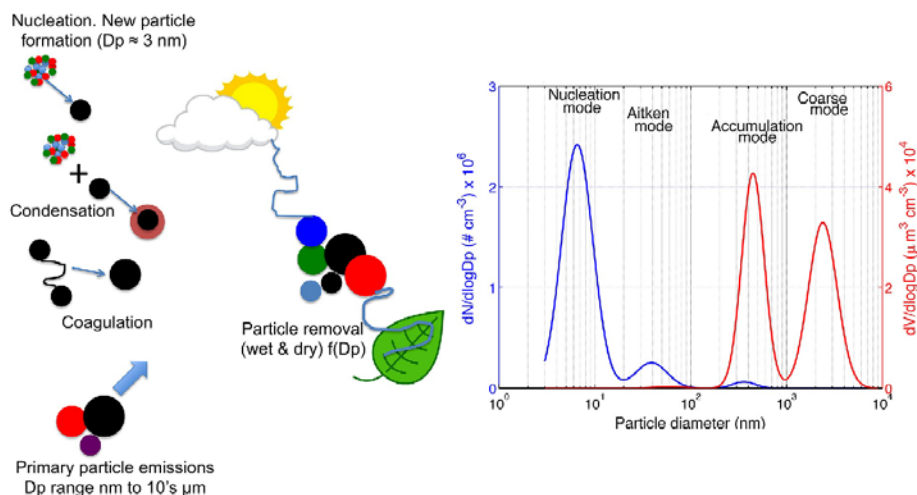 Nucleation. New particle
formation (Dp ≈ 3 nm)
+
Condensation
Coagulation
Primary particle emissions
Dp range nm to 10's µm
Particle removal
(wet & dry) f(Dp)
Nucleation
mode
Aitken
mode
Accumulation
mode
Coarse
mode
dN/dlogDp (# cm⁻³) x 10⁶
3
2
1
0
dV/dlogDp (µ m³ cm⁻³) x 10⁴
6
4
2
0
10⁰ 10¹ 10² 10³ 10⁴
Particle diameter (nm)